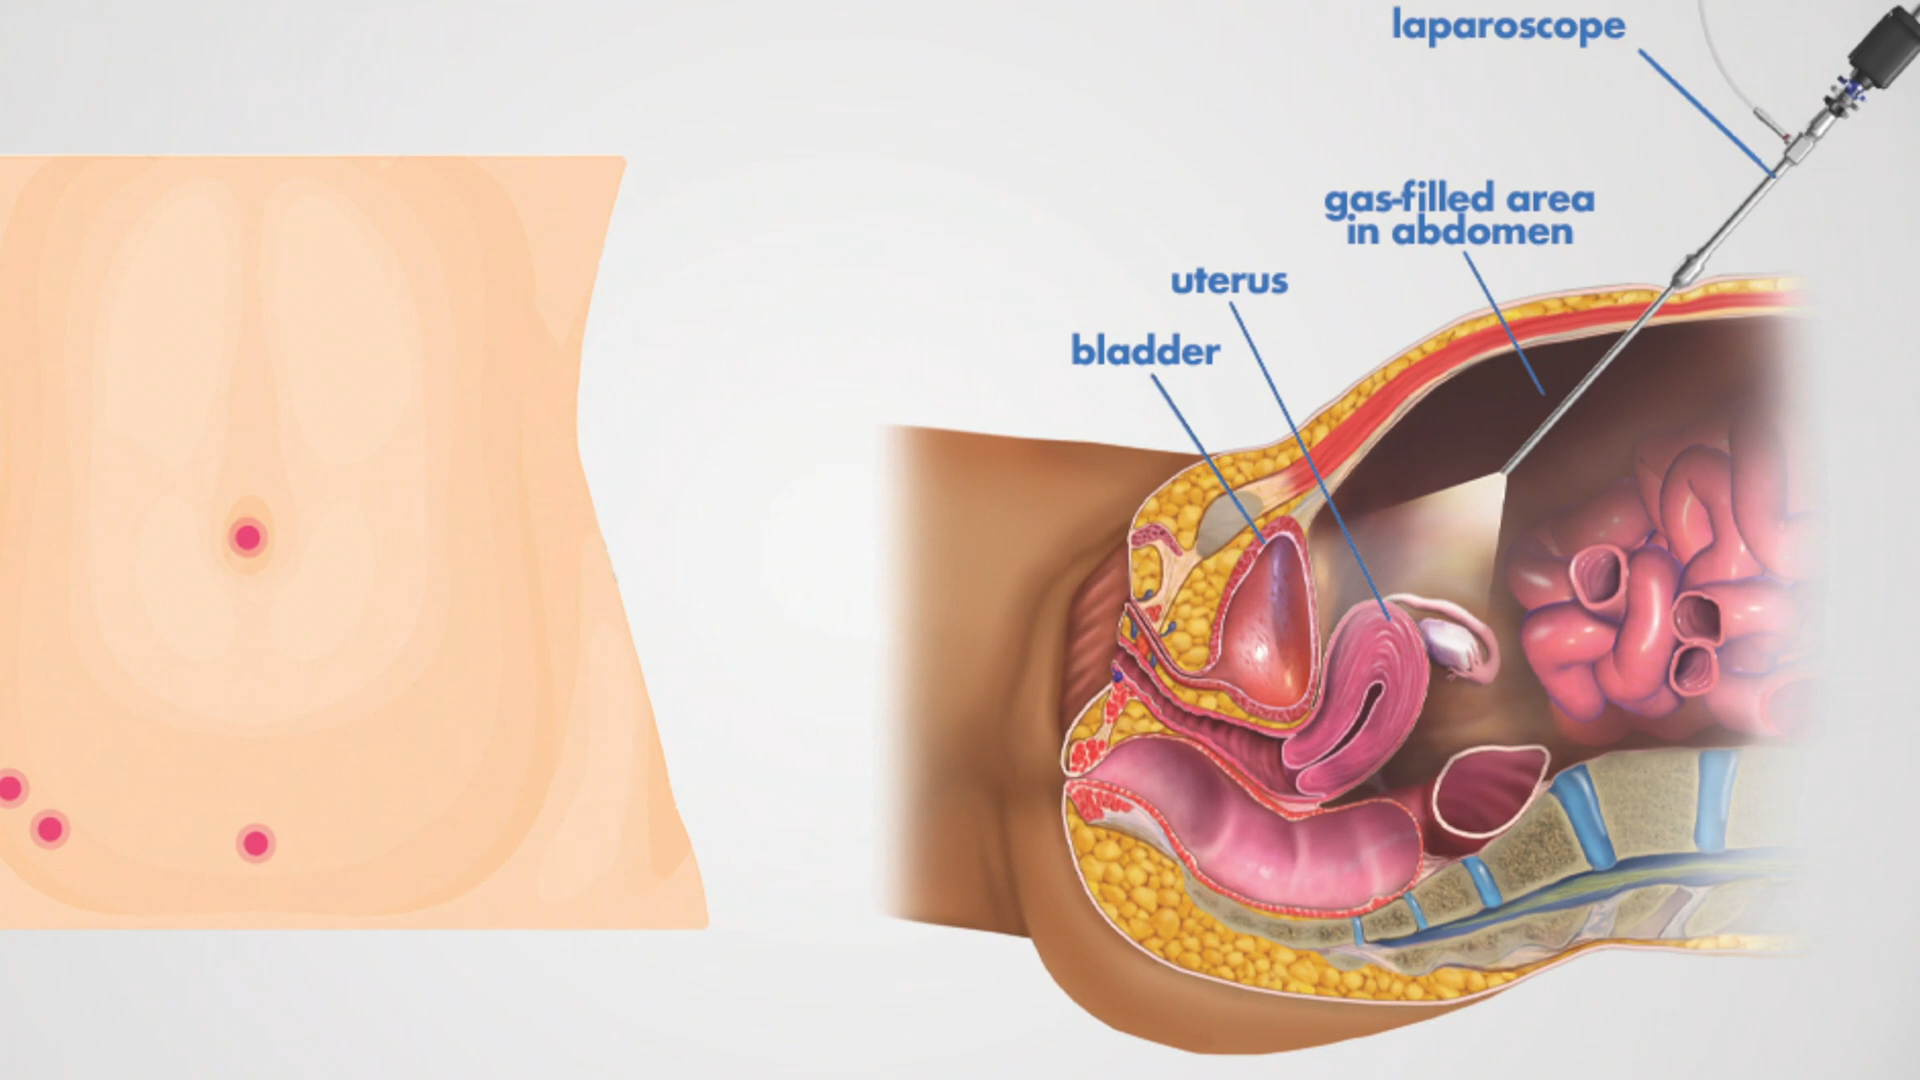 laparoscope
gas-filled area
in abdomen
uterus
bladder